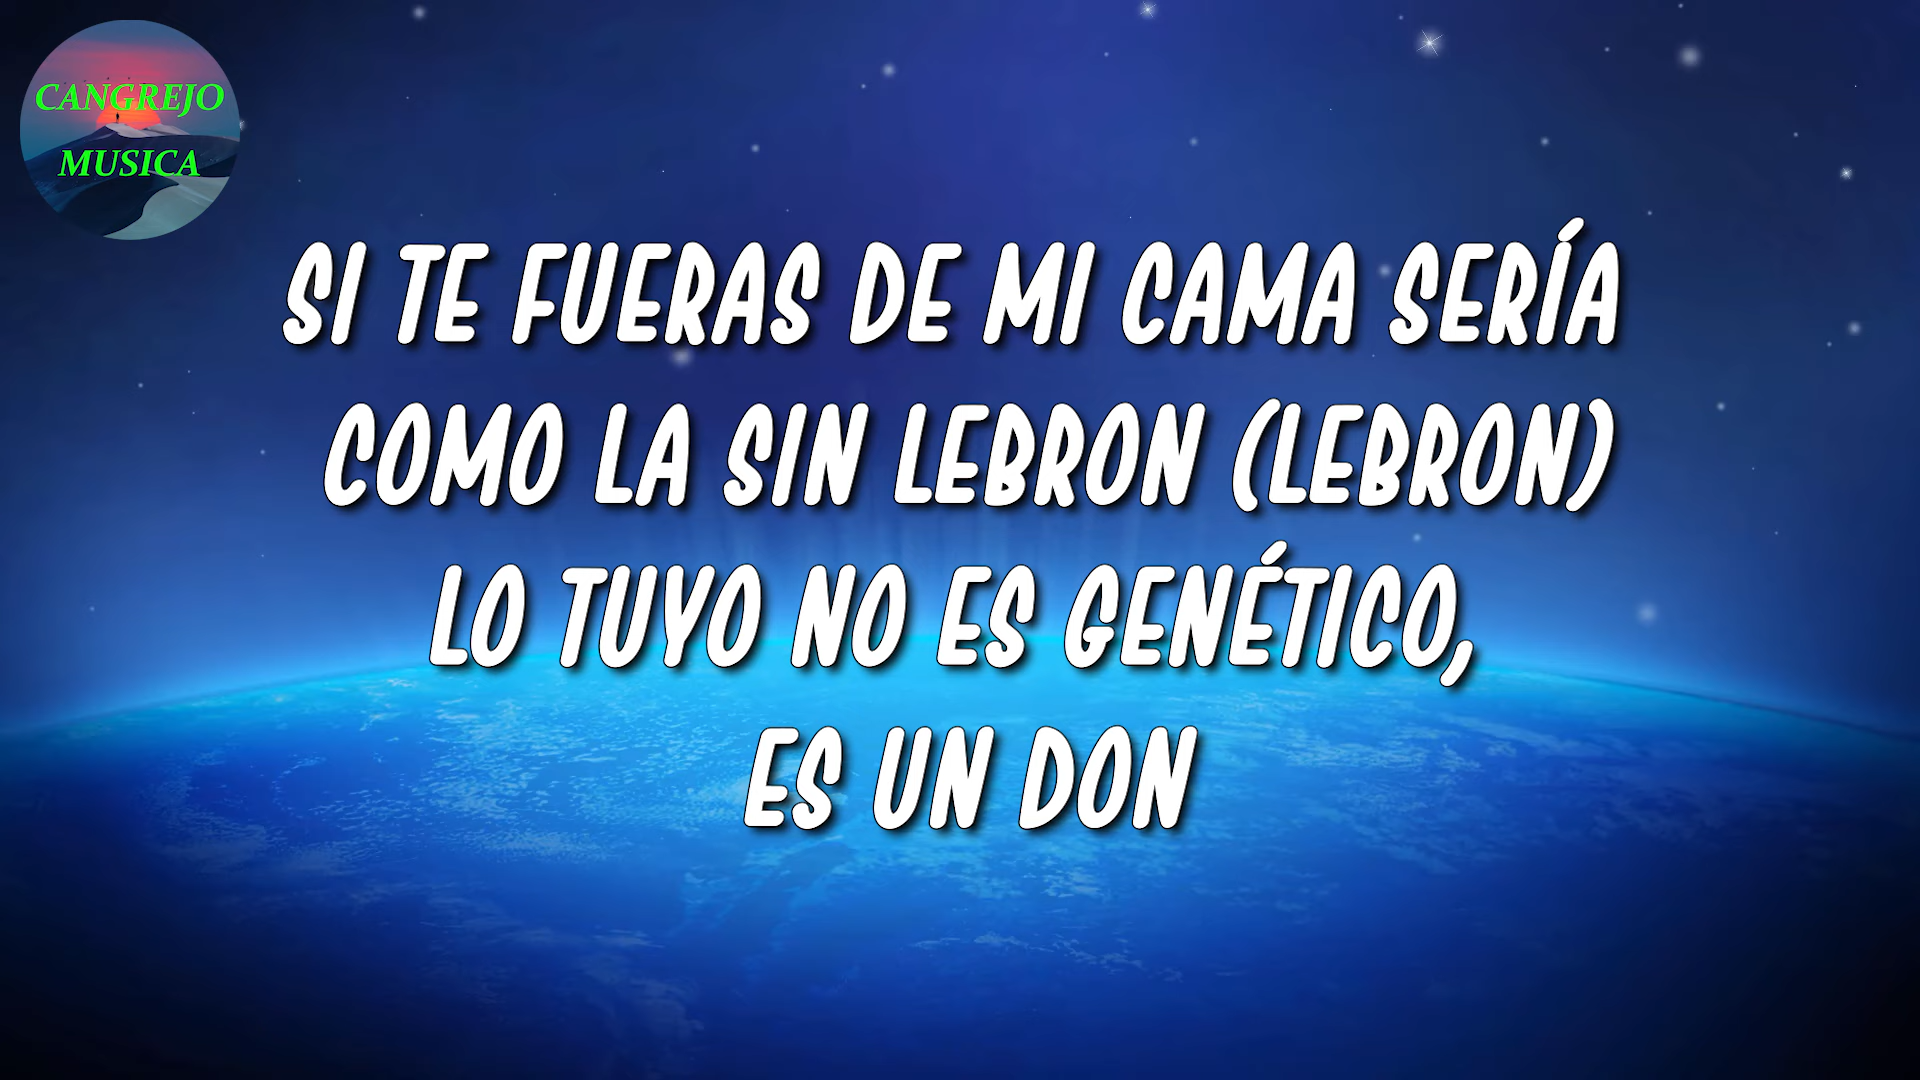 CANGREJO
MUSICA
SI TE FUERAS DE MI CAMA SERÍA
COMO LA SIN LEBRON (LEBRON)
LO TUYO NO ES GENÉTICO,
ES UN DON